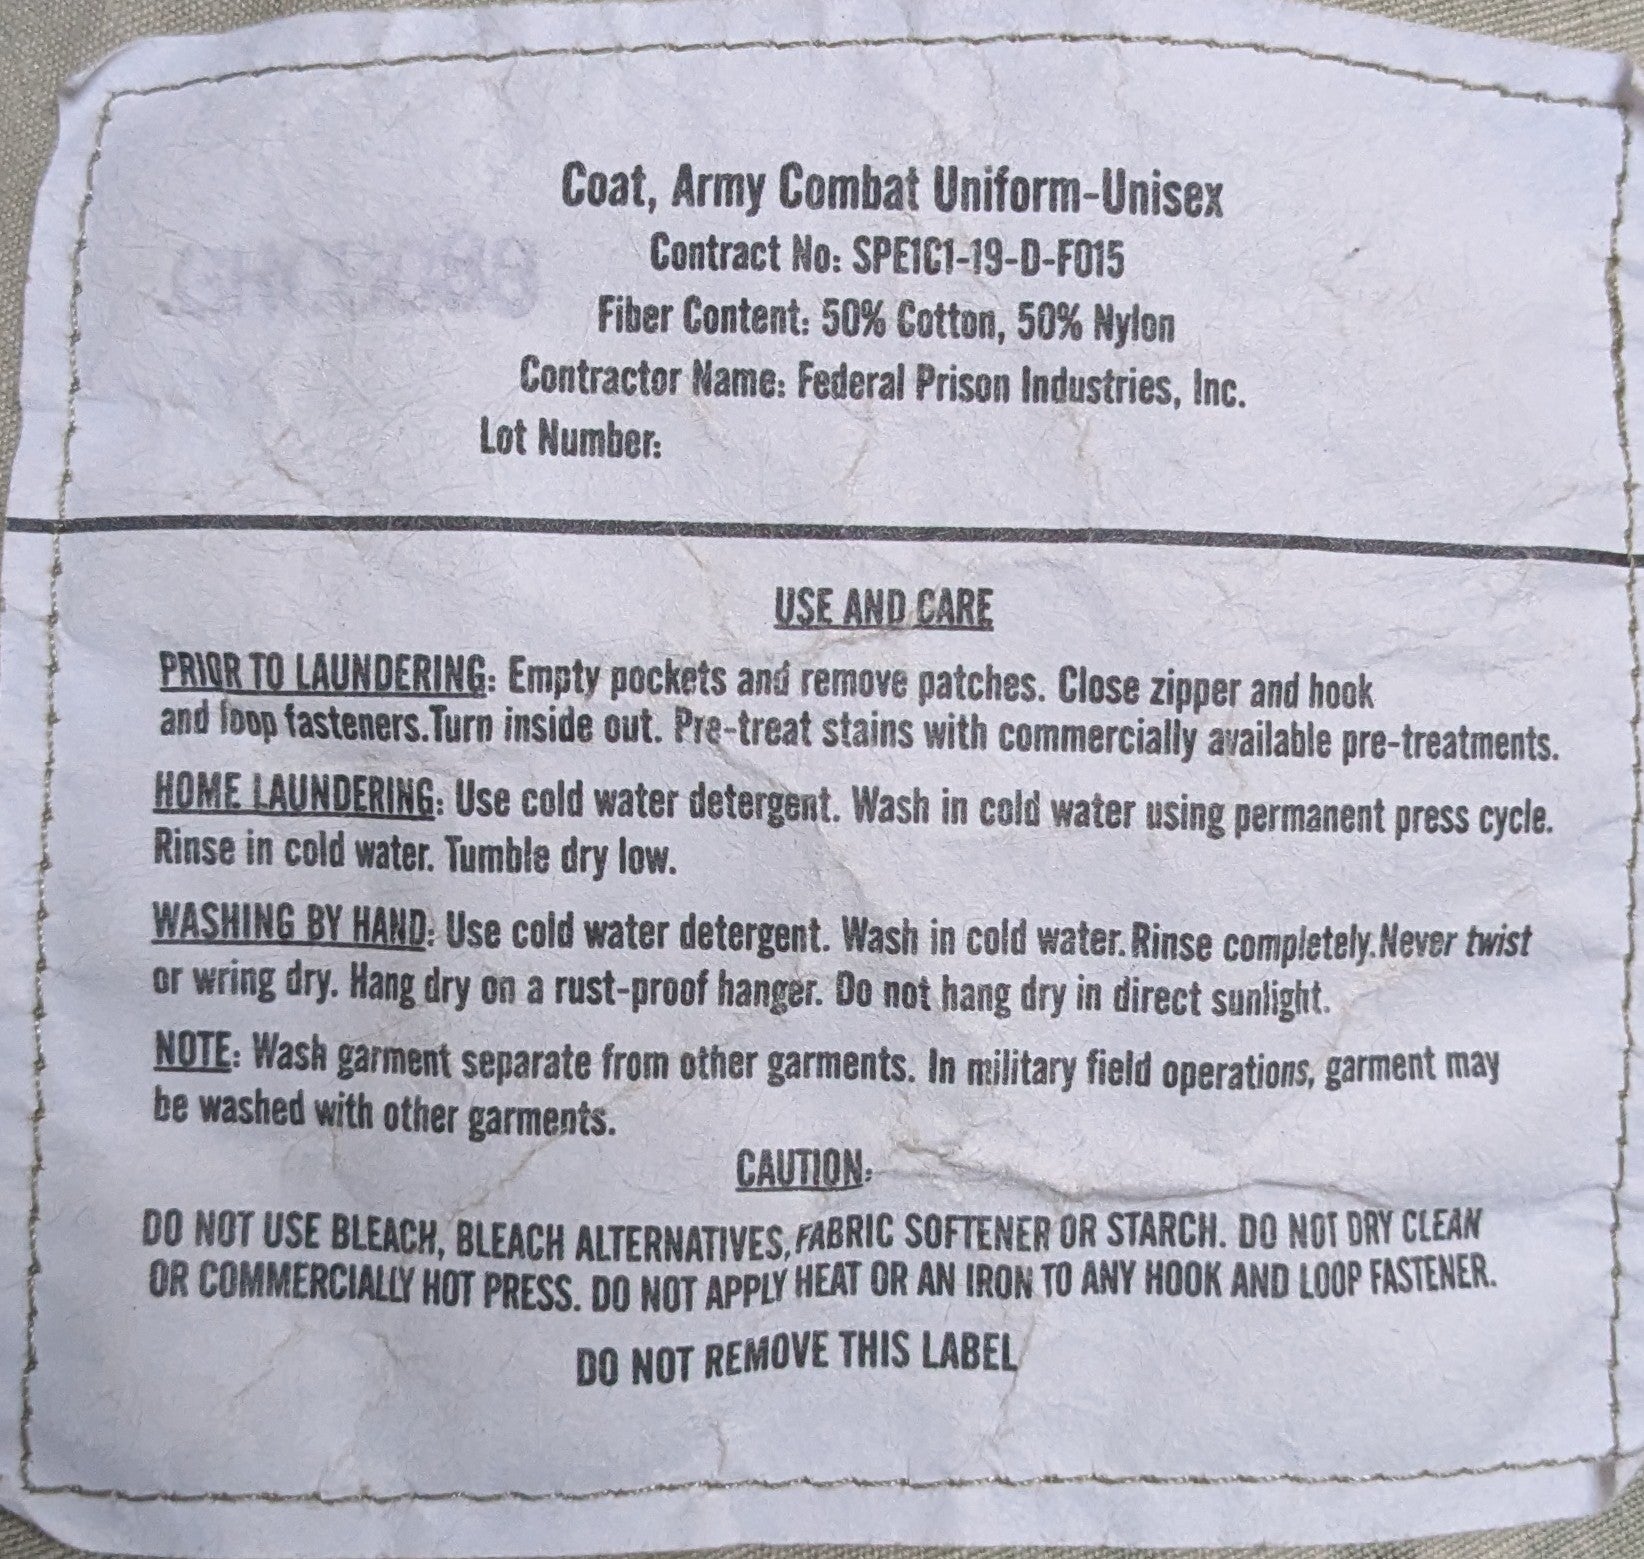 Coat, Army Combat Uniform-Unisex
Contract No: SPE1C1-19-D-F015
Fiber Content: 50% Cotton, 50% Nylon
Contractor Name: Federal Prison Industries, Inc.
Lot Number:
USE AND CARE
PRIOR TO LAUNDERING: Empty pockets and remove patches. Close zipper and hook
and loop fasteners.Turn inside out. Pre-treat stains with commercially available pre-treatments.
HOME LAUNDERING: Use cold water detergent. Wash in cold water using permanent press cycle.
Rinse in cold water. Tumble dry low.
WASHING BY HAND: Use cold water detergent. Wash in cold water. Rinse completely. Never twist
or wring dry. Hang dry on a rust-proof hanger. Do not hang dry in direct sunlight.
NOTE: Wash garment separate from other garments. In military field operations, garment may
be washed with other garments.
CAUTION:
DO NOT USE BLEACH, BLEACH ALTERNATIVES, FABRIC SOFTENER OR STARCH. DO NOT DRY CLEAN
OR COMMERCIALLY HOT PRESS. DO NOT APPLY HEAT OR AN IRON TO ANY HOOK AND LOOP FASTENER.
DO NOT REMOVE THIS LABEL